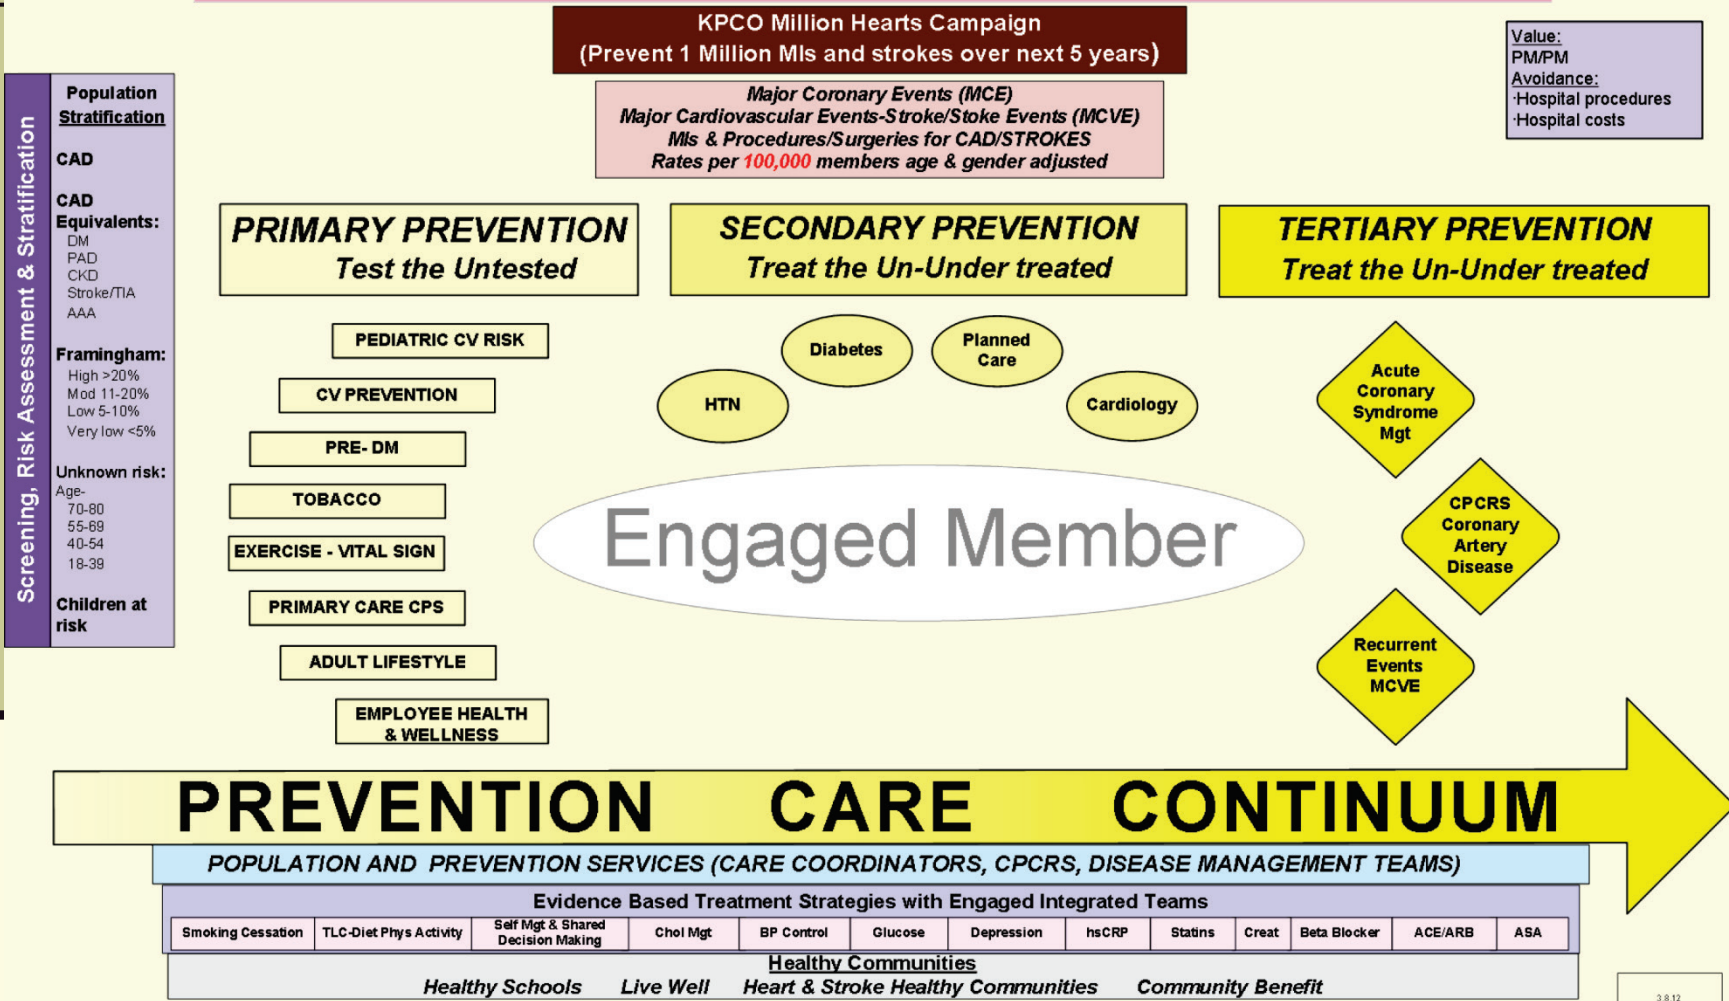 KPCO Million Hearts Campaign
(Prevent 1 Million MIs and strokes over next 5 years)
Major Coronary Events (MCE)
Major Cardiovascular Events-Stroke/Stoke Events (MCVE)
MIs & Procedures/Surgeries for CAD/STROKES
Rates per 100,000 members age & gender adjusted
Value:
PM/PM
Avoidance:
·Hospital procedures
·Hospital costs
Screening, Risk Assessment & Stratification
Population
Stratification
CAD
CAD
Equivalents:
DM
PAD
CKD
Stroke/TIA
AAA
Framingham:
High >20%
Mod 11-20%
Low 5-10%
Very low <5%
Unknown risk:
Age-
70-80
55-69
40-54
18-39
Children at
risk
PRIMARY PREVENTION
Test the Untested
PEDIATRIC CV RISK
CV PREVENTION
PRE- DM
TOBACCO
EXERCISE - VITAL SIGN
PRIMARY CARE CPS
ADULT LIFESTYLE
EMPLOYEE HEALTH
& WELLNESS
SECONDARY PREVENTION
Treat the Un-Under treated
HTN
Diabetes
Planned
Care
Cardiology
Engaged Member
TERTIARY PREVENTION
Treat the Un-Under treated
Acute
Coronary
Syndrome
Mgt
CPCRS
Coronary
Artery
Disease
Recurrent
Events
MCVE
PREVENTION CARE CONTINUUM
POPULATION AND PREVENTION SERVICES (CARE COORDINATORS, CPCRS, DISEASE MANAGEMENT TEAMS)
Evidence Based Treatment Strategies with Engaged Integrated Teams
Smoking Cessation
TLC-Diet Phys Activity
Self Mgt & Shared
Decision Making
Chol Mgt
BP Control
Glucose
Depression
hsCRP
Statins
Creat
Beta Blocker
ACE/ARB
ASA
Healthy Communities
Healthy Schools Live Well Heart & Stroke Healthy Communities Community Benefit
3.8.12